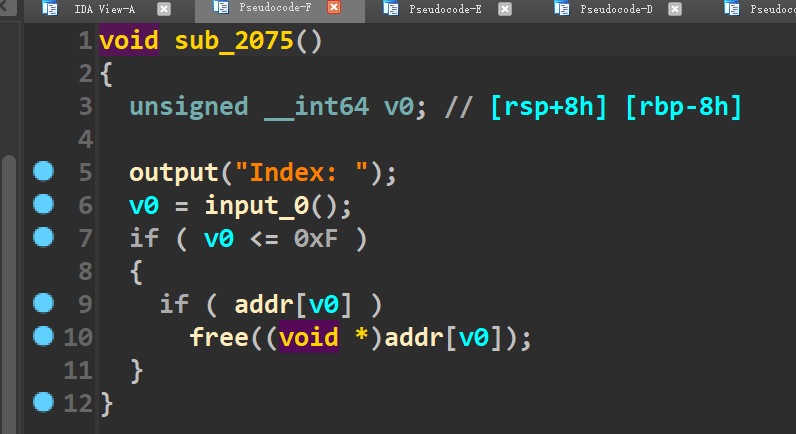 IDA View-A Pseudocode-F Pseudocode-E Pseudocode-D Pseudoco
1 void sub_2075()
2 {
3 unsigned __int64 v0; // [rsp+8h] [rbp-8h]
4
5 output("Index: ");
6 v0 = input_0();
7 if ( v0 <= 0xF )
8 {
9 if ( addr[v0] )
10 free((void *)addr[v0]);
11 }
12 }